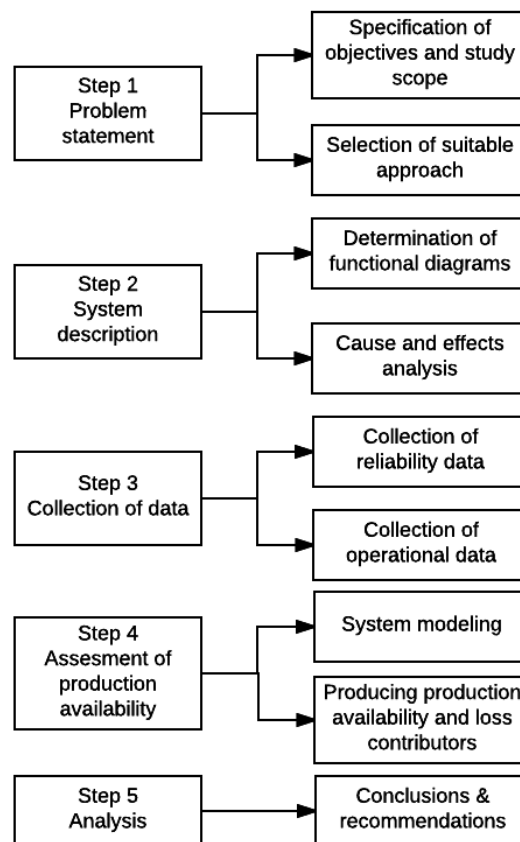 Step 1
Problem
statement
Specification of
objectives and study
scope
Selection of suitable
approach
Step 2
System
description
Determination of
functional diagrams
Cause and effects
analysis
Step 3
Collection of data
Collection of
reliability data
Collection of
operational data
Step 4
Assesment of
production
availability
System modeling
Producing production
availability and loss
contributors
Step 5
Analysis
Conclusions &
recommendations